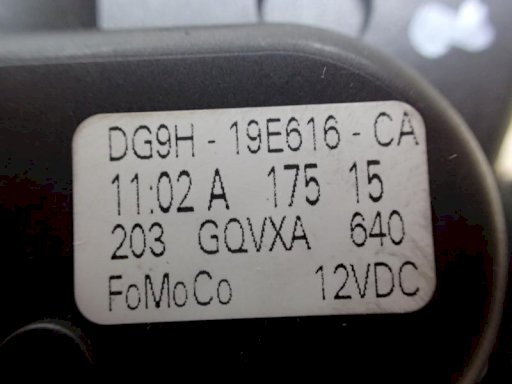 DG9H - 19E616 - CA
11:02 A 175 15
203 GQVXA 640
FoMoCo 12VDC